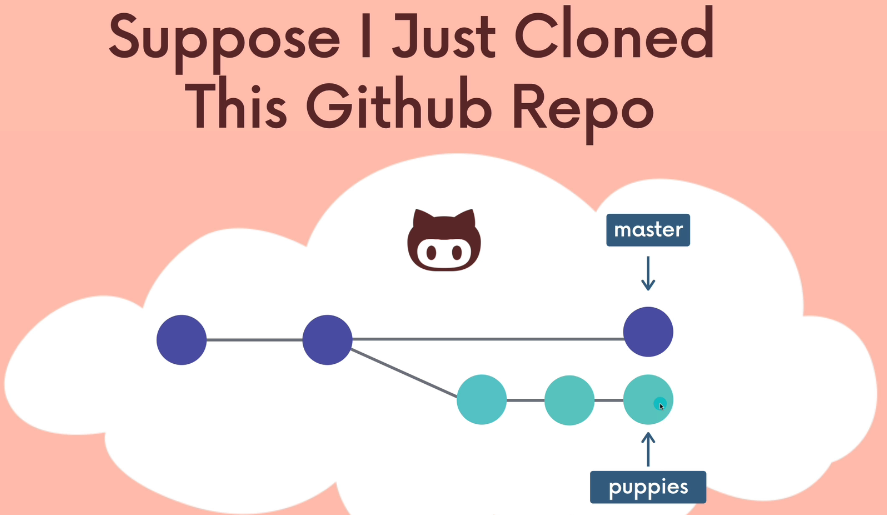 Suppose I Just Cloned
This Github Repo
master
puppies